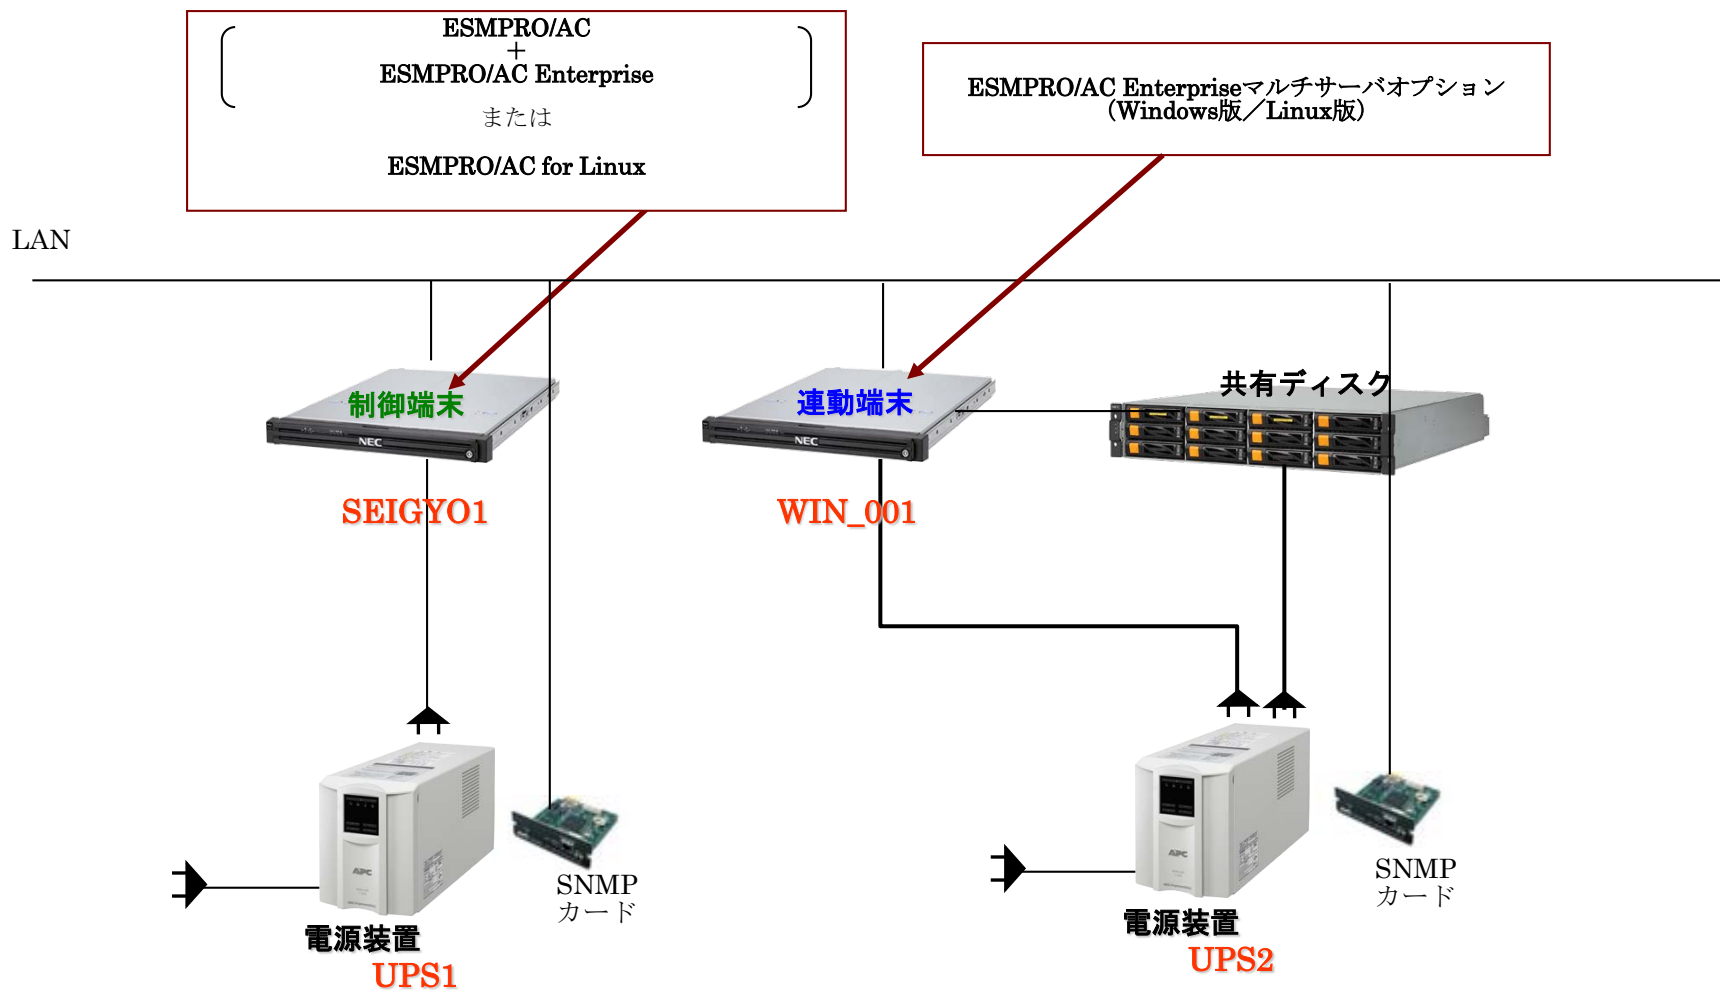 ESMPRO/AC
＋
ESMPRO/AC Enterprise
または
ESMPRO/AC for Linux
ESMPRO/AC Enterpriseマルチサーバオプション
（Windows版／Linux版）
LAN
制御端末
NEC
SEIGYO1
連動端末
NEC
WIN_001
共有ディスク
APC
SNMP
カード
電源装置
UPS1
APC
SNMP
カード
電源装置
UPS2